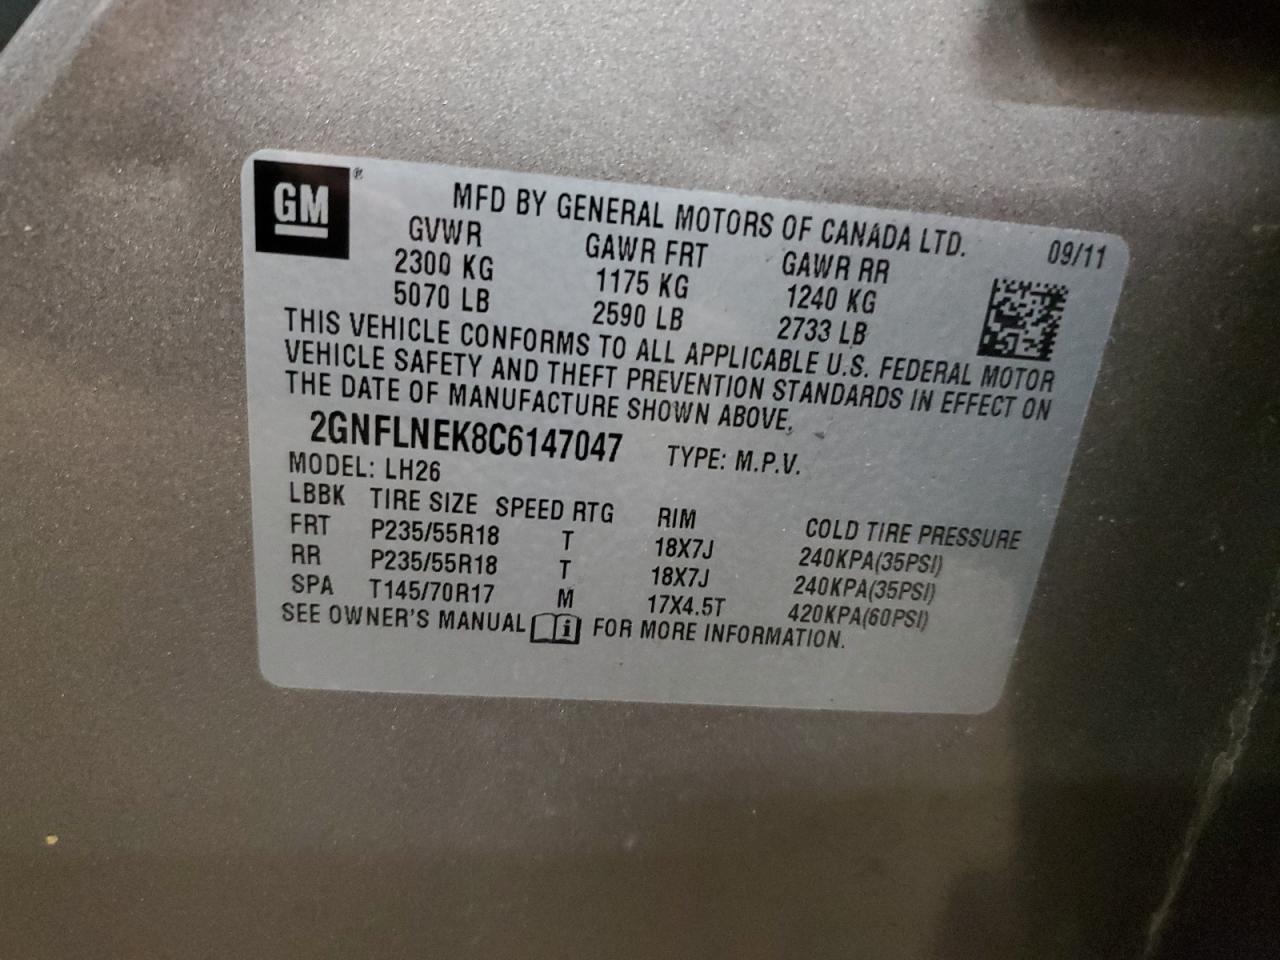 GM ®
MFD BY GENERAL MOTORS OF CANADA LTD. 09/11
GVWR GAWR FRT GAWR RR
2300 KG 1175 KG 1240 KG
5070 LB 2590 LB 2733 LB
THIS VEHICLE CONFORMS TO ALL APPLICABLE U.S. FEDERAL MOTOR
VEHICLE SAFETY AND THEFT PREVENTION STANDARDS IN EFFECT ON
THE DATE OF MANUFACTURE SHOWN ABOVE.
2GNFLNEK8C6147047 TYPE: M.P.V.
MODEL: LH26
LBBK TIRE SIZE SPEED RTG RIM COLD TIRE PRESSURE
FRT P235/55R18 T 18X7J 240KPA(35PSI)
RR P235/55R18 T 18X7J 240KPA(35PSI)
SPA T145/70R17 M 17X4.5T 420KPA(60PSI)
SEE OWNER'S MANUAL i FOR MORE INFORMATION.